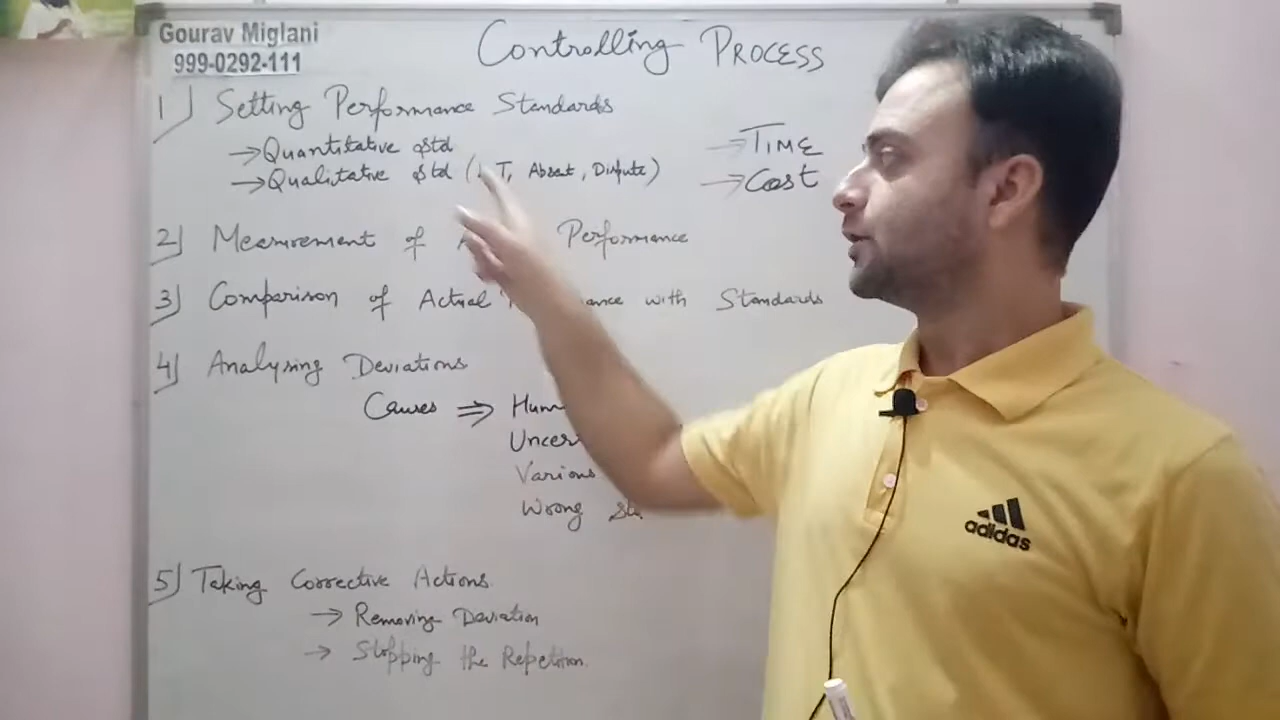 Gourav Miglani
999-0292-111
Controlling PROCESS
1) Setting Performance Standards
→ Quantitative Std
→ Qualitative Std ( T, Absent, Dispute)
→ TIME
→ Cost
2) Measurement of Performance
3) Comparison of Actual with Standards
4) Analysing Deviations
Causes ⇒
Various
Wrong
5) Taking Corrective Actions
→ Removing Deviation
→ Stopping the Repetition.
adidas